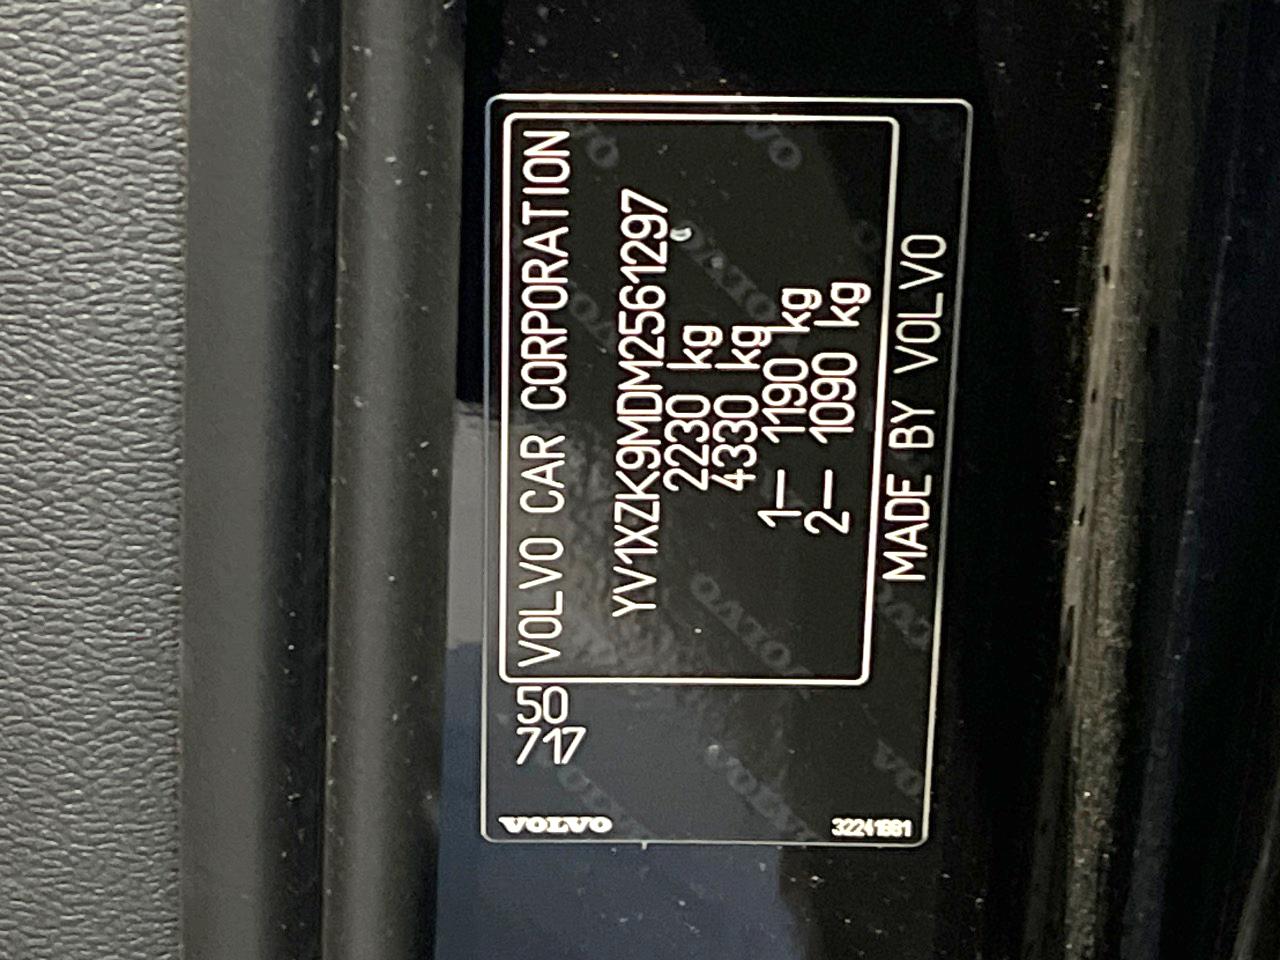 50
717
VOLVO CAR CORPORATION
YV1XZK9MDM2561297
2230 kg
4330 kg
1— 1190 kg
2— 1090 kg
MADE BY VOLVO
VOLVO